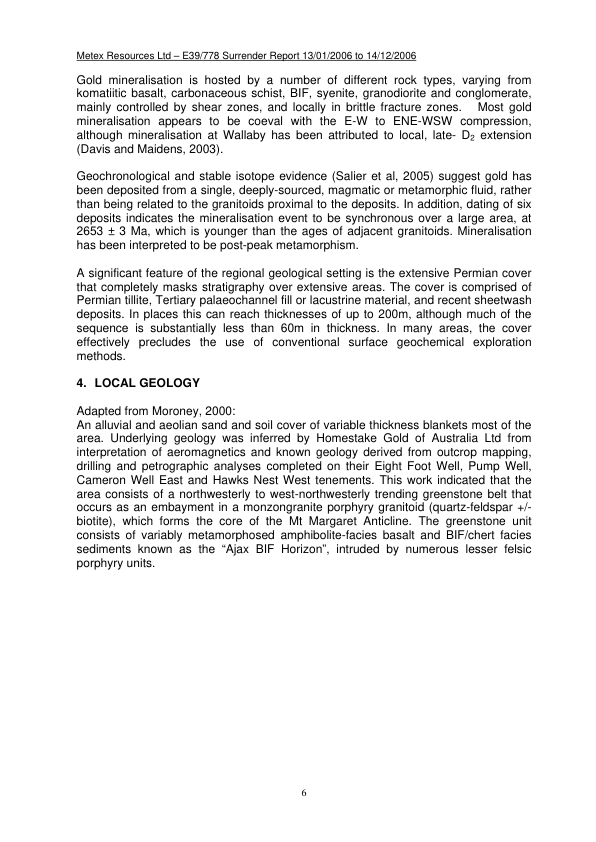 Metex Resources Ltd – E39/778 Surrender Report 13/01/2006 to 14/12/2006
Gold mineralisation is hosted by a number of different rock types, varying from
komatiitic basalt, carbonaceous schist, BIF, syenite, granodiorite and conglomerate,
mainly controlled by shear zones, and locally in brittle fracture zones. Most gold
mineralisation appears to be coeval with the E-W to ENE-WSW compression,
although mineralisation at Wallaby has been attributed to local, late- D₂ extension
(Davis and Maidens, 2003).
Geochronological and stable isotope evidence (Salier et al, 2005) suggest gold has
been deposited from a single, deeply-sourced, magmatic or metamorphic fluid, rather
than being related to the granitoids proximal to the deposits. In addition, dating of six
deposits indicates the mineralisation event to be synchronous over a large area, at
2653 ± 3 Ma, which is younger than the ages of adjacent granitoids. Mineralisation
has been interpreted to be post-peak metamorphism.
A significant feature of the regional geological setting is the extensive Permian cover
that completely masks stratigraphy over extensive areas. The cover is comprised of
Permian tillite, Tertiary palaeochannel fill or lacustrine material, and recent sheetwash
deposits. In places this can reach thicknesses of up to 200m, although much of the
sequence is substantially less than 60m in thickness. In many areas, the cover
effectively precludes the use of conventional surface geochemical exploration
methods.
4. LOCAL GEOLOGY
Adapted from Moroney, 2000:
An alluvial and aeolian sand and soil cover of variable thickness blankets most of the
area. Underlying geology was inferred by Homestake Gold of Australia Ltd from
interpretation of aeromagnetics and known geology derived from outcrop mapping,
drilling and petrographic analyses completed on their Eight Foot Well, Pump Well,
Cameron Well East and Hawks Nest West tenements. This work indicated that the
area consists of a northwesterly to west-northwesterly trending greenstone belt that
occurs as an embayment in a monzongranite porphyry granitoid (quartz-feldspar +/-
biotite), which forms the core of the Mt Margaret Anticline. The greenstone unit
consists of variably metamorphosed amphibolite-facies basalt and BIF/chert facies
sediments known as the “Ajax BIF Horizon”, intruded by numerous lesser felsic
porphyry units.
6